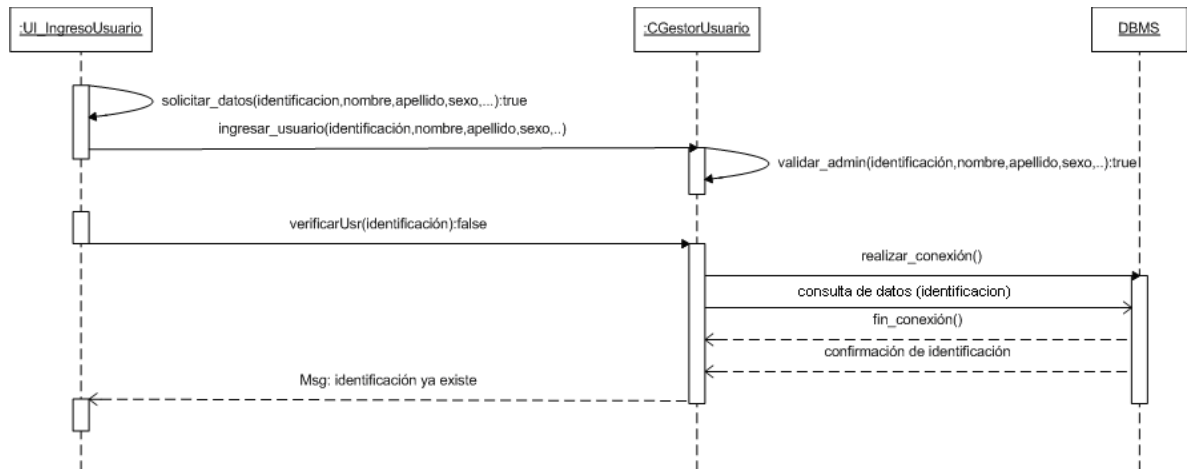 :UI_IngresoUsuario
:CGestorUsuario
DBMS
solicitar_datos(identificacion,nombre,apellido,sexo,...):true
ingresar_usuario(identificación,nombre,apellido,sexo,..)
validar_admin(identificación,nombre,apellido,sexo,..):true
verificarUsr(identificación):false
realizar_conexión()
consulta de datos (identificacion)
fin_conexión()
confirmación de identificación
Msg: identificación ya existe